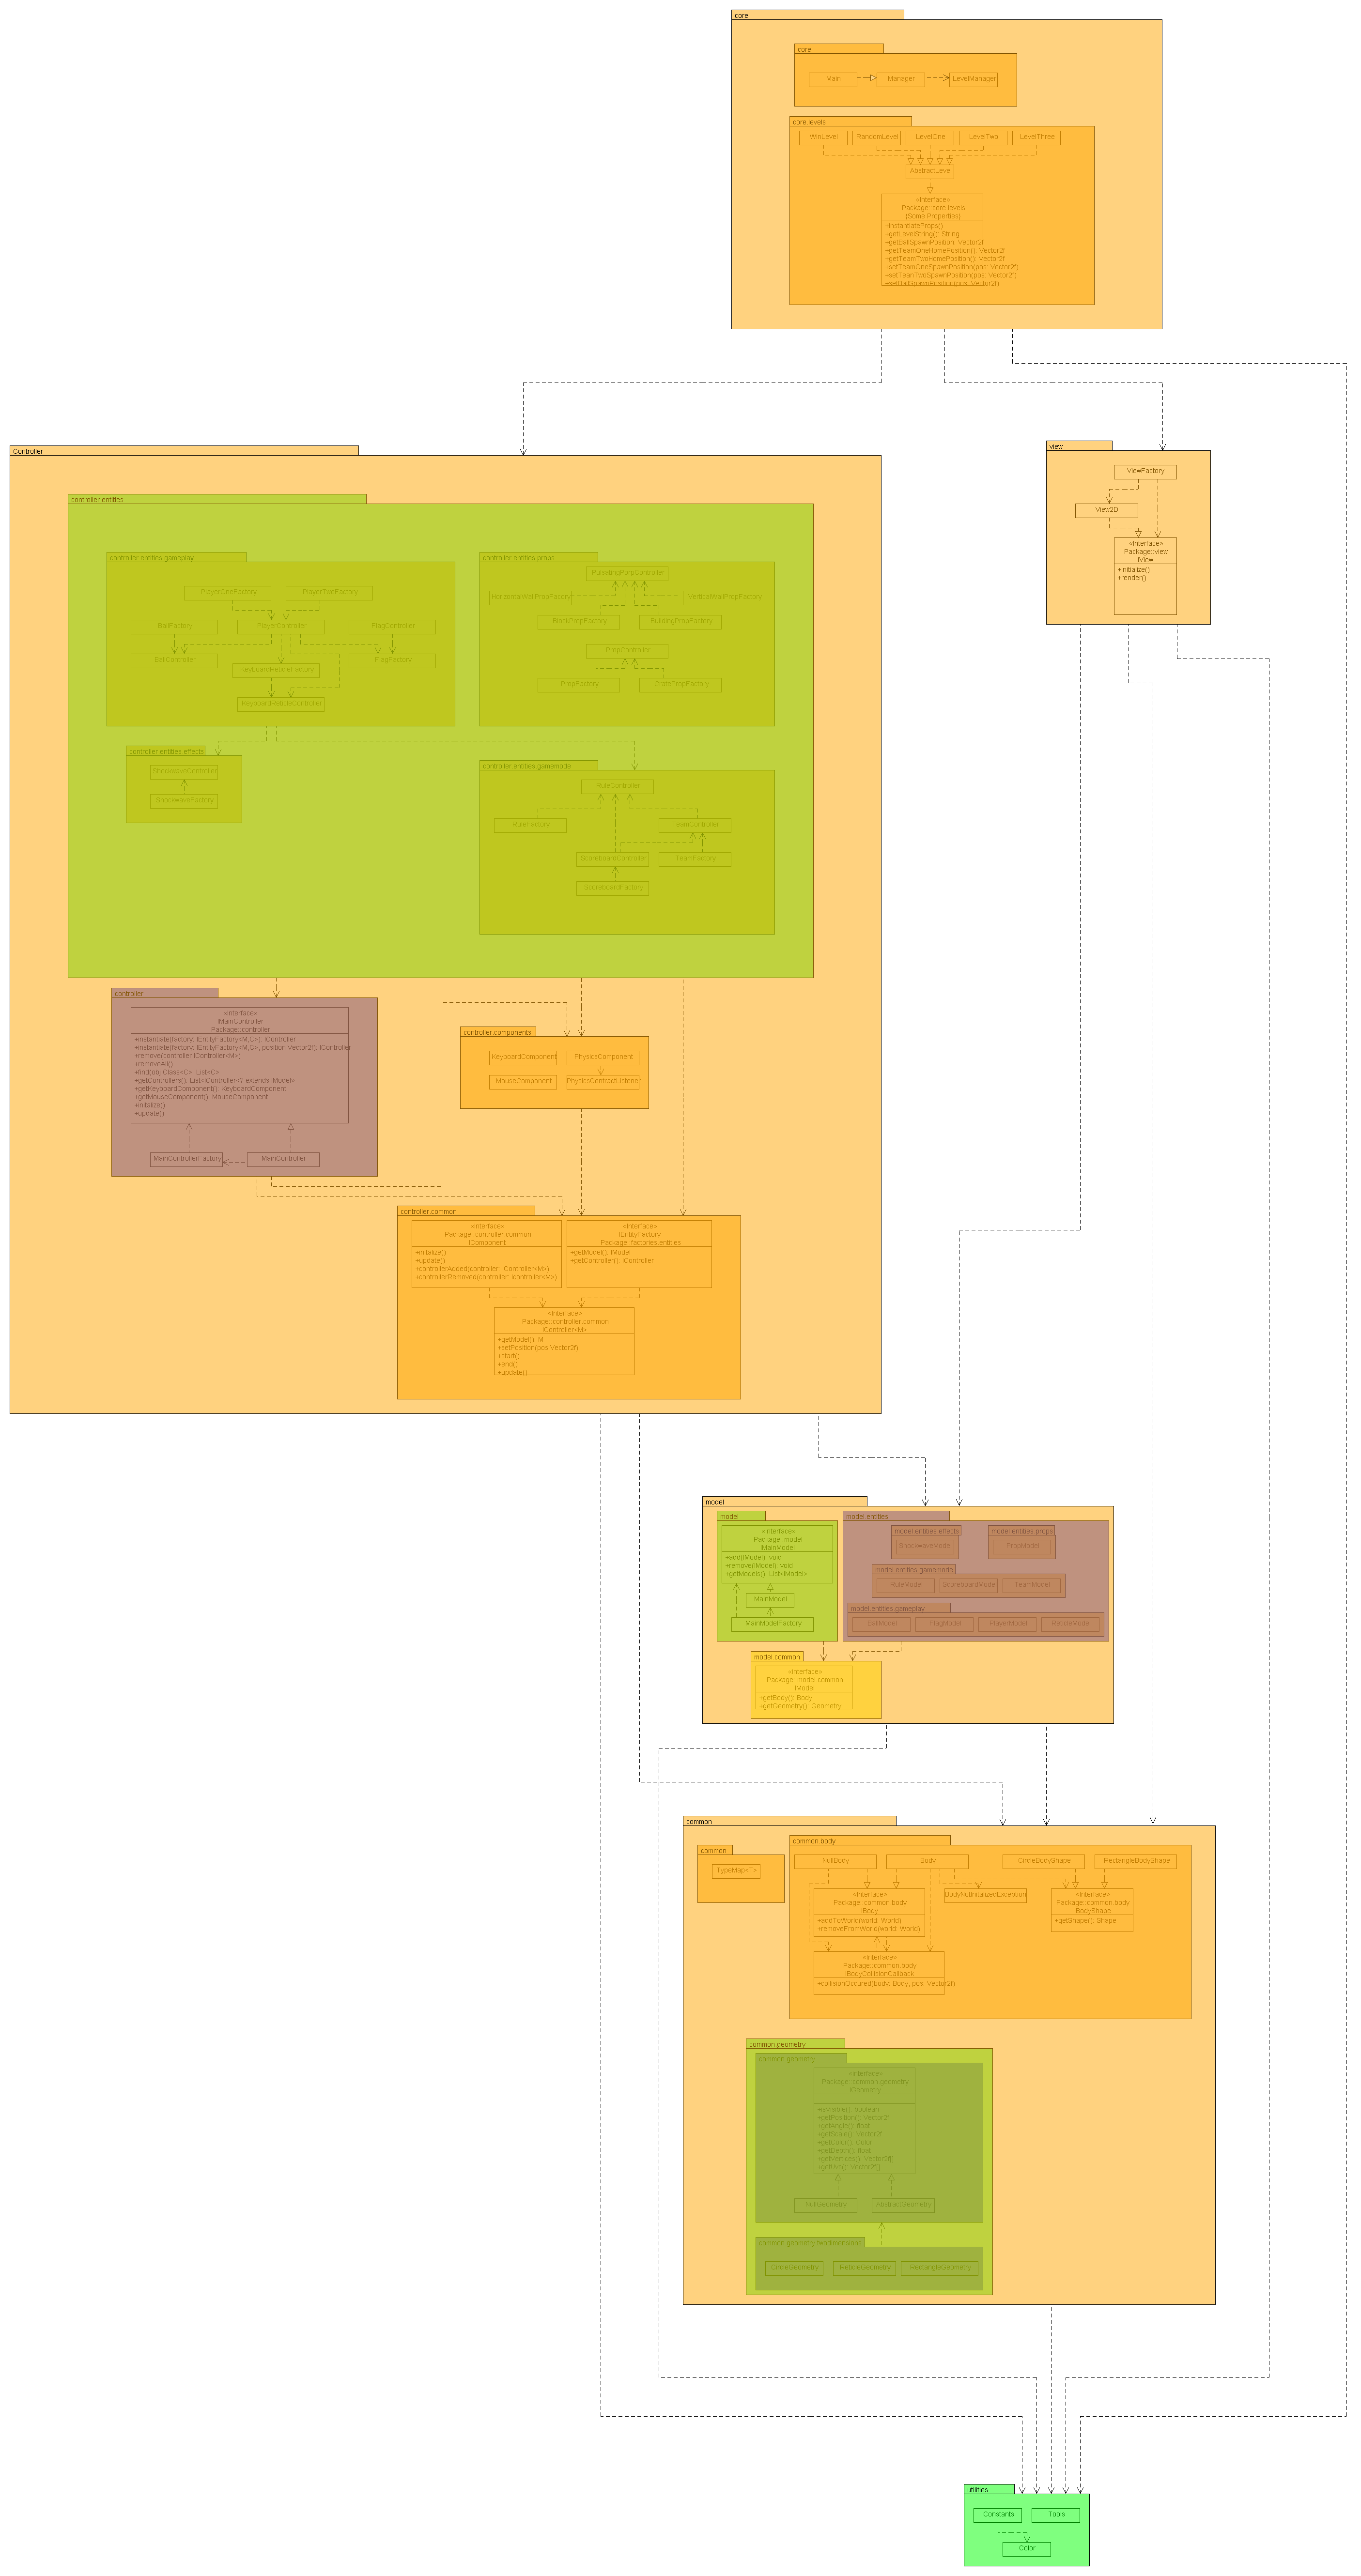 core
core
Main
Manager
LevelManager
core.levels
WinLevel
RandomLevel
LevelOne
LevelTwo
LevelThree
AbstractLevel
«Interface»
Package: core.levels
(Some Properties)
+instantiateProps()
+getLevelString(): String
+getBallSpawnPosition: Vector2f
+getTeamOneHomePosition(): Vector2f
+getTeamTwoHomePosition(): Vector2f
+setTeamOneSpawnPosition(pos: Vector2f)
+setTeamTwoSpawnPosition(pos: Vector2f)
+setBallSpawnPosition(pos: Vector2f)
Controller
controller.entities
controller.entities.gameplay
PlayerOneFactory
PlayerTwoFactory
BallFactory
PlayerController
FlagController
BallController
KeyboardReticleFactory
FlagFactory
KeyboardReticleController
controller.entities.props
PulsatingPropController
HorizontalWallPropFactory
VerticalWallPropFactory
BlockPropFactory
BuildingPropFactory
PropController
PropFactory
CratePropFactory
controller.entities.effects
ShockwaveController
ShockwaveFactory
controller.entities.gamemode
RuleController
RuleFactory
TeamController
ScoreboardController
TeamFactory
ScoreboardFactory
view
ViewFactory
View2D
«Interface»
Package: view
IView
+initialize()
+render()
controller
«Interface»
IMainController
Package: controller
+instantiate(factory: IEntityFactory<M,C>): IController
+instantiate(factory: IEntityFactory<M,C>, position:Vector2f): IController
+remove(controller:IController<M>)
+removeAll()
+find(obj:Class<C>: List<C>
+getControllers(): List<IController<? extends IModel>
+getKeyboardComponent(): KeyboardComponent
+getMouseComponent(): MouseComponent
+initalize()
+update()
MainControllerFactory
MainController
controller.components
KeyboardComponent
PhysicsComponent
MouseComponent
PhysicsContractListener
controller.common
«Interface»
Package: controller.common
IComponent
+initalize()
+update()
+controllerAdded(controller: IController<M>)
+controllerRemoved(controller: Icontroller<M>)
«Interface»
IEntityFactory
Package: factories.entities
+getModel(): IModel
+getController(): IController
«Interface»
Package: controller.common
IController<M>
+getModel(): M
+setPosition(pos:Vector2f)
+start()
+end()
+update()
model
model
«Interface»
Package: model
IMainModel
+add(IModel): void
+remove(IModel): void
+getModels(): List<IModel>
MainModel
MainModelFactory
model.entities
model.entities.effects
ShockwaveModel
model.entities.props
PropModel
model.entities.gamemode
RuleModel
ScoreboardModel
TeamModel
model.entities.gameplay
BallModel
FlagModel
PlayerModel
ReticleModel
model.common
«Interface»
Package: model.common
IModel
+getBody(): Body
+getGeometry(): Geometry
common
common
TypeMap<T>
common.body
NullBody
Body
CircleBodyShape
RectangleBodyShape
«Interface»
Package: common.body
IBody
+addToWorld(world: World)
+removeFromWorld(world: World)
BodyNotInitalizedException
«Interface»
Package: common.body
IBodyShape
+getShape(): Shape
«Interface»
Package: common.body
IBodyCollisionCallback
+collisionOccured(body: Body, pos: Vector2f)
common.geometry
common.geometry
«Interface»
Package: common.geometry
IGeometry
+isVisible(): boolean
+getPosition(): Vector2f
+getAngle(): float
+getScale(): Vector2f
+getColor(): Color
+getDepth(): float
+getVertices(): Vector2f[]
+getUvs(): Vector2f[]
NullGeometry
AbstractGeometry
common.geometry.twodimensions
CircleGeometry
ReticleGeometry
RectangleGeometry
utilities
Constants
Tools
Color